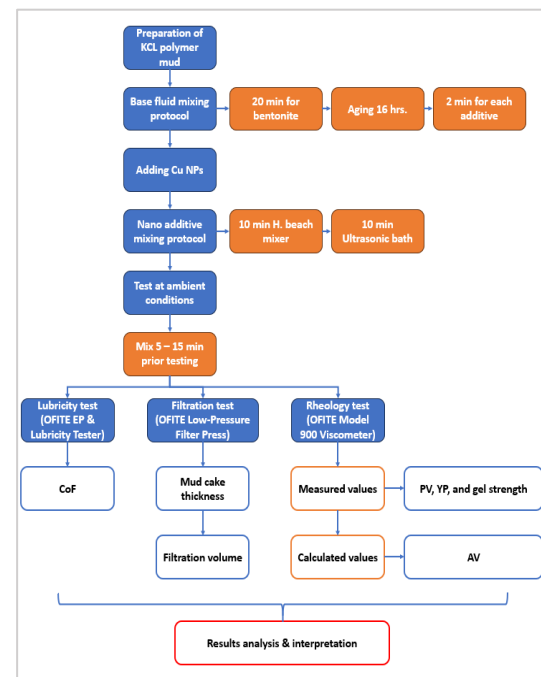 Preparation of
KCL polymer
mud
Base fluid mixing
protocol
20 min for
bentonite
Aging 16 hrs.
2 min for each
additive
Adding Cu NPs
Nano additive
mixing protocol
10 min H. beach
mixer
10 min
Ultrasonic bath
Test at ambient
conditions
Mix 5 – 15 min
prior testing
Lubricity test
(OFITE EP &
Lubricity Tester)
Filtration test
(OFITE Low-Pressure
Filter Press)
Rheology test
(OFITE Model
900 Viscometer)
CoF
Mud cake
thickness
Measured values
PV, YP, and gel strength
Filtration volume
Calculated values
AV
Results analysis & interpretation